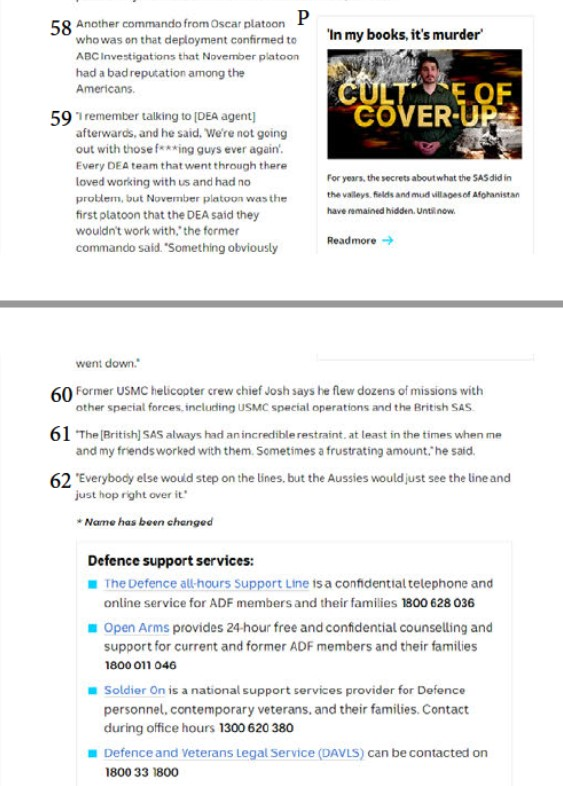 58 Another commando from Oscar platoon
who was on that deployment confirmed to
ABC Investigations that November platoon
had a bad reputation among the
Americans.
59 "I remember talking to [DEA agent]
afterwards, and he said, 'We're not going
out with those f***ing guys ever again'.
Every DEA team that went through there
loved working with us and had no
problem, but November platoon was the
first platoon that the DEA said they
wouldn't work with," the former
commando said. "Something obviously
P
'In my books, it's murder'
CULTURE OF
COVER-UP
For years, the secrets about what the SAS did in
the valleys, fields and mud villages of Afghanistan
have remained hidden. Until now.
Read more →
went down."
60 Former USMC helicopter crew chief Josh says he flew dozens of missions with
other special forces, including USMC special operations and the British SAS.
61 "The [British] SAS always had an incredible restraint, at least in the times when me
and my friends worked with them. Sometimes a frustrating amount," he said.
62 "Everybody else would step on the lines, but the Aussies would just see the line and
just hop right over it."
* Name has been changed
Defence support services:
The Defence all-hours Support Line is a confidential telephone and
online service for ADF members and their families 1800 628 036
Open Arms provides 24-hour free and confidential counselling and
support for current and former ADF members and their families
1800 011 046
Soldier On is a national support services provider for Defence
personnel, contemporary veterans, and their families. Contact
during office hours 1300 620 380
Defence and Veterans Legal Service (DAVLS) can be contacted on
1800 33 1800